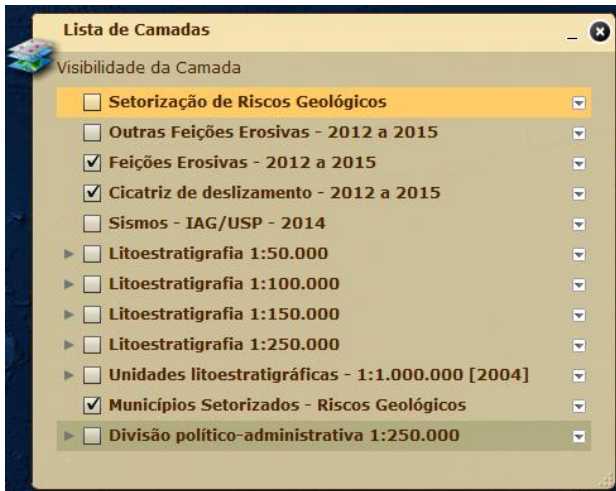 Lista de Camadas
Visibilidade da Camada
Setorização de Riscos Geológicos
Outras Feições Erosivas - 2012 a 2015
Feições Erosivas - 2012 a 2015
Cicatriz de deslizamento - 2012 a 2015
Sismos - IAG/USP - 2014
Litoestratigrafia 1:50.000
Litoestratigrafia 1:100.000
Litoestratigrafia 1:150.000
Litoestratigrafia 1:250.000
Unidades litoestratigráficas - 1:1.000.000 [2004]
Municípios Setorizados - Riscos Geológicos
Divisão político-administrativa 1:250.000